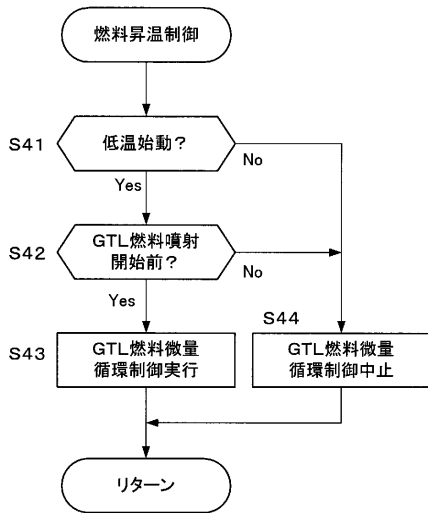 燃料昇温制御
S41
低温始動?
No
Yes
S42
GTL燃料噴射
開始前?
No
Yes
S44
S43
GTL燃料微量
循環制御実行
GTL燃料微量
循環制御中止
リターン